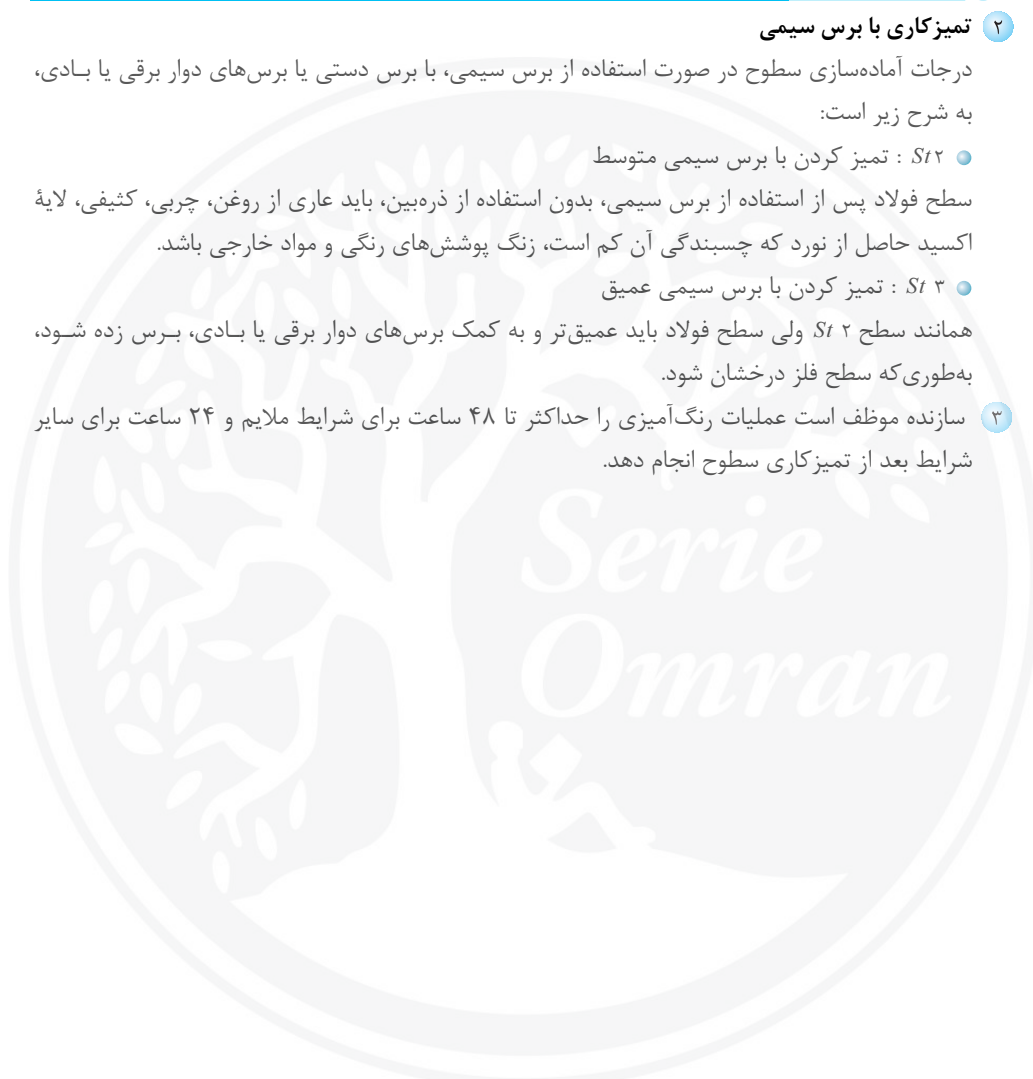 ۲ تمیزکاری با برس سیمی
درجات آماده‌سازی سطوح در صورت استفاده از برس سیمی، با برس دستی یا برس‌های دوار برقی یا بـادی،
به شرح زیر است:
St۲ : تمیز کردن با برس سیمی متوسط
سطح فولاد پس از استفاده از برس سیمی، بدون استفاده از ذره‌بین، باید عاری از روغن، چربی، کثیفی، لایهٔ
اکسید حاصل از نورد که چسبندگی آن کم است، زنگ پوشش‌های رنگی و مواد خارجی باشد.
St ۳ : تمیز کردن با برس سیمی عمیق
همانند سطح St ۲ ولی سطح فولاد باید عمیق‌تر و به کمک برس‌های دوار برقی یا بـادی، بـرس زده شـود،
به‌طوری‌که سطح فلز درخشان شود.
۳ سازنده موظف است عملیات رنگ‌آمیزی را حداکثر تا ۴۸ ساعت برای شرایط ملایم و ۲۴ ساعت برای سایر
شرایط بعد از تمیزکاری سطوح انجام دهد.
Serie
Omran